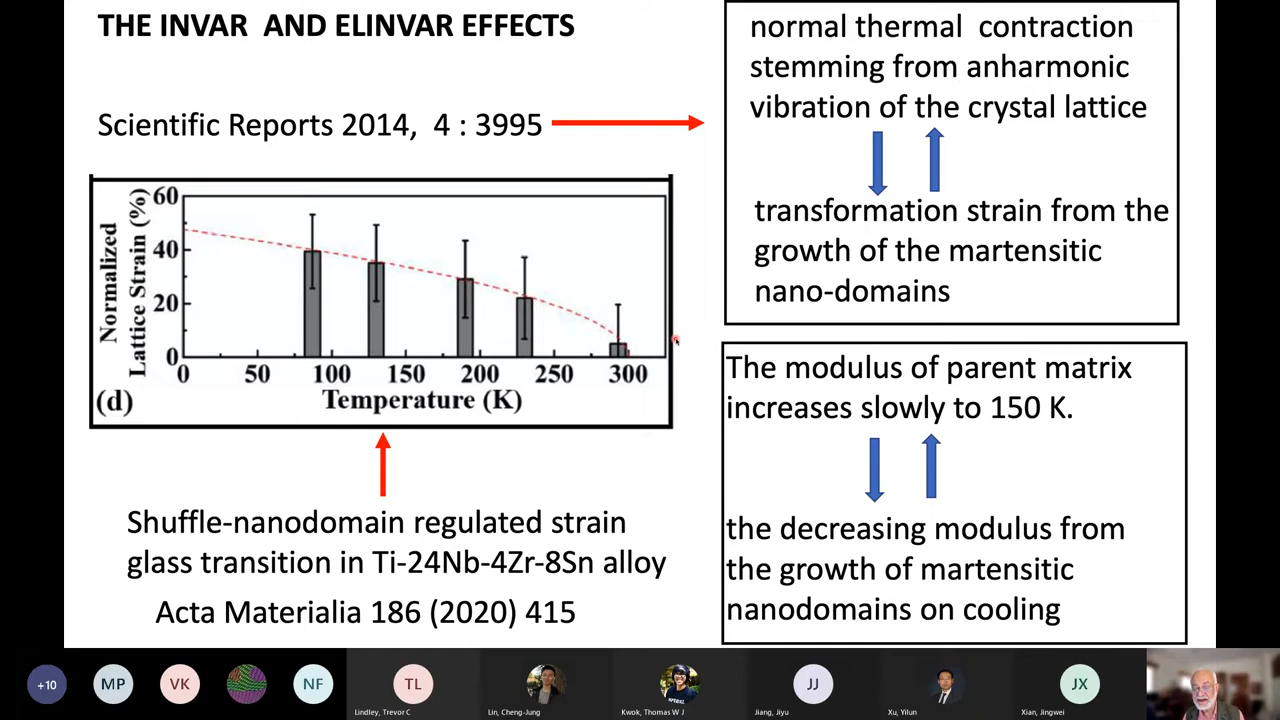 THE INVAR AND ELINVAR EFFECTS
Scientific Reports 2014, 4 : 3995
normal thermal contraction
stemming from anharmonic
vibration of the crystal lattice
transformation strain from the
growth of the martensitic
nano-domains
Normalized
Lattice Strain (%)
60
40
20
0
0 50 100 150 200 250 300
Temperature (K)
(d)
Shuffle-nanodomain regulated strain
glass transition in Ti-24Nb-4Zr-8Sn alloy
Acta Materialia 186 (2020) 415
The modulus of parent matrix
increases slowly to 150 K.
the decreasing modulus from
the growth of martensitic
nanodomains on cooling
+10 MP VK NF TL JJ JX
Lindley, Trevor C Lin, Cheng-Jung Kwok, Thomas W J Jiang, Jiyu Xu, Yilun Xian, Jingwei